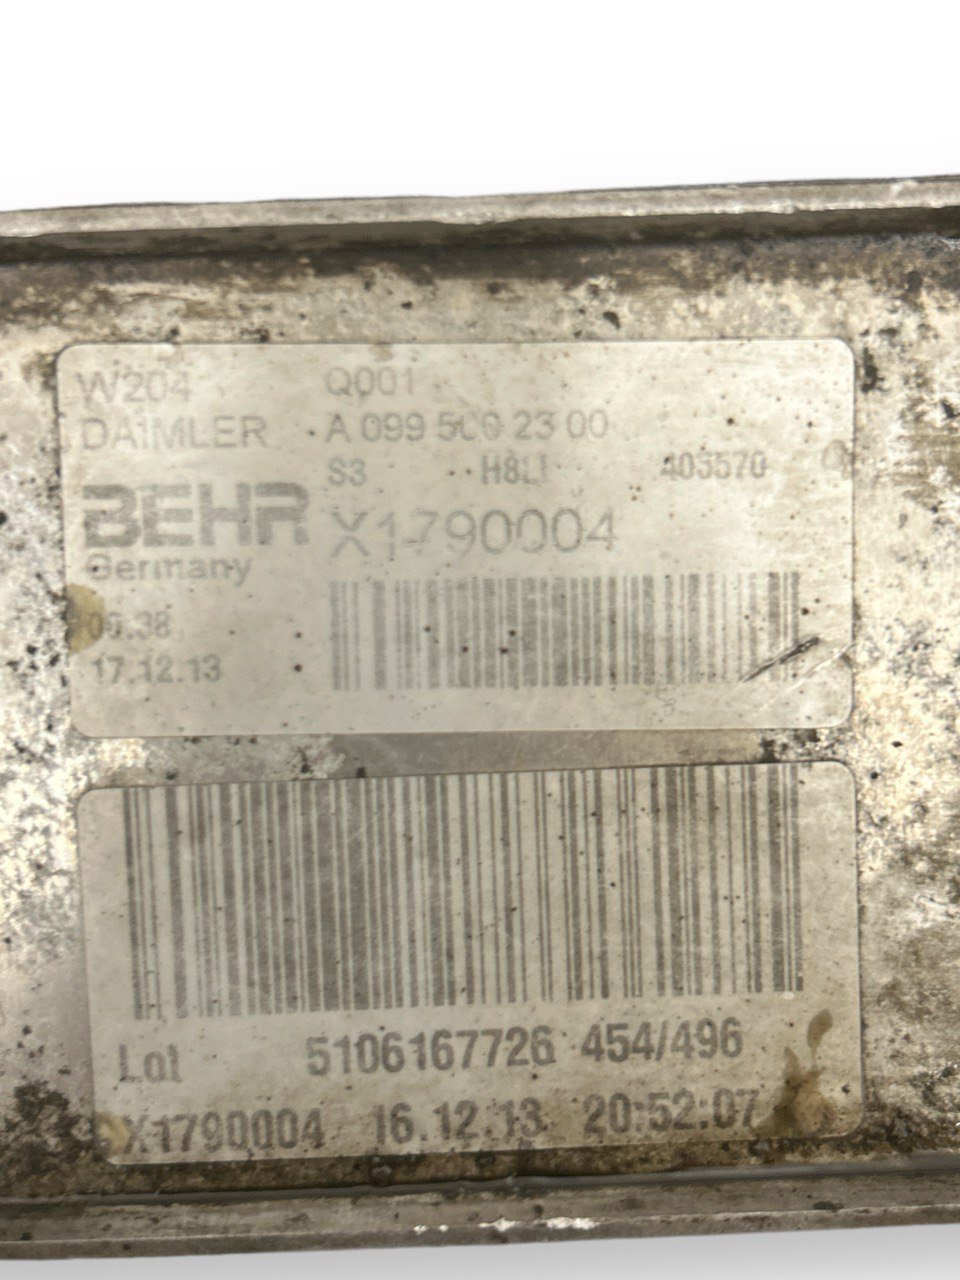 W204 Q001
DAIMLER A 099 500 23 00
S3 403570
BEHR X1790004
Germany
17.12.13
Lot 5106167726 454/496
X1790004 16.12.13 20:52:07